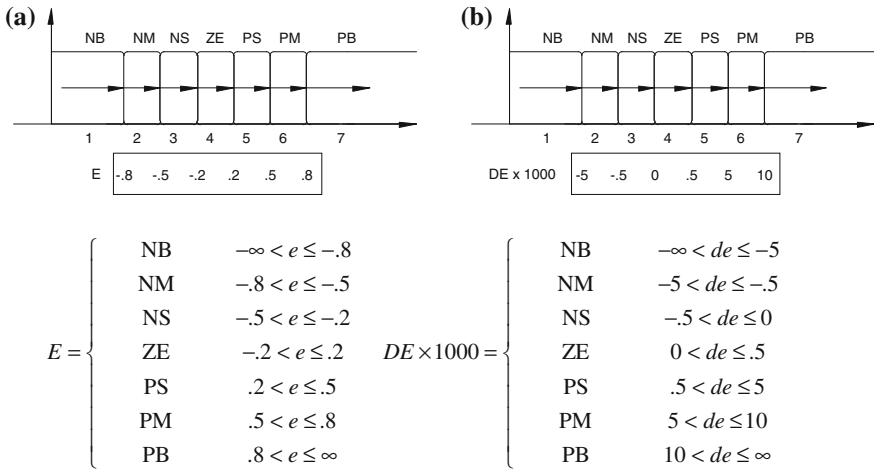 (a)
NB NM NS ZE PS PM PB
1 2 3 4 5 6 7
E -.8 -.5 -.2 .2 .5 .8
(b)
NB NM NS ZE PS PM PB
1 2 3 4 5 6 7
DE x 1000 -5 -.5 0 .5 5 10
E =
NB −∞ < e ≤ −.8
NM −.8 < e ≤ −.5
NS −.5 < e ≤ −.2
ZE −.2 < e ≤ .2
PS .2 < e ≤ .5
PM .5 < e ≤ .8
PB .8 < e ≤ ∞
DE × 1000 =
NB −∞ < de ≤ −5
NM −5 < de ≤ −.5
NS −.5 < de ≤ 0
ZE 0 < de ≤ .5
PS .5 < de ≤ 5
PM 5 < de ≤ 10
PB 10 < de ≤ ∞